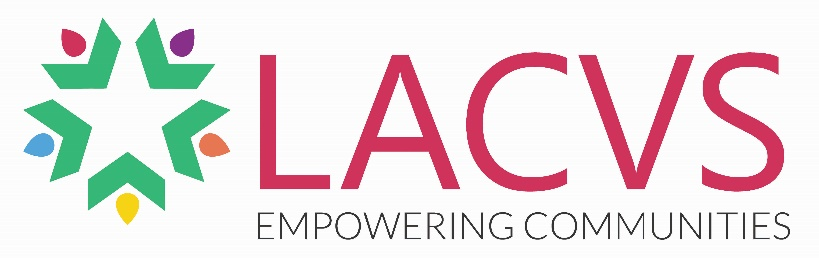 LACVS
EMPOWERING COMMUNITIES